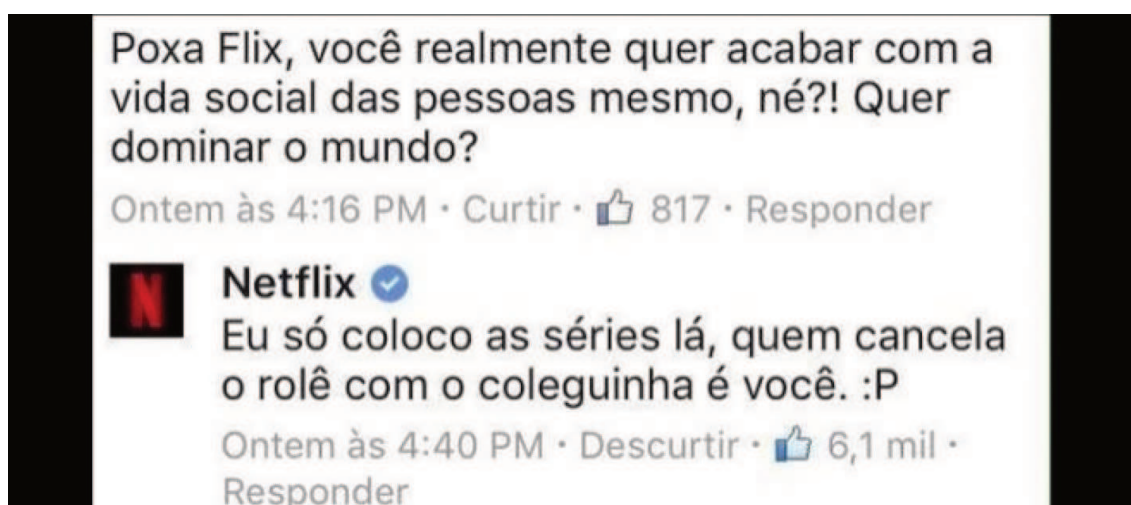 Poxa Flix, você realmente quer acabar com a
vida social das pessoas mesmo, né?! Quer
dominar o mundo?
Ontem às 4:16 PM · Curtir · 817 · Responder
N
Netflix
Eu só coloco as séries lá, quem cancela
o rolê com o coleguinha é você. :P
Ontem às 4:40 PM · Descurtir · 6,1 mil ·
Responder